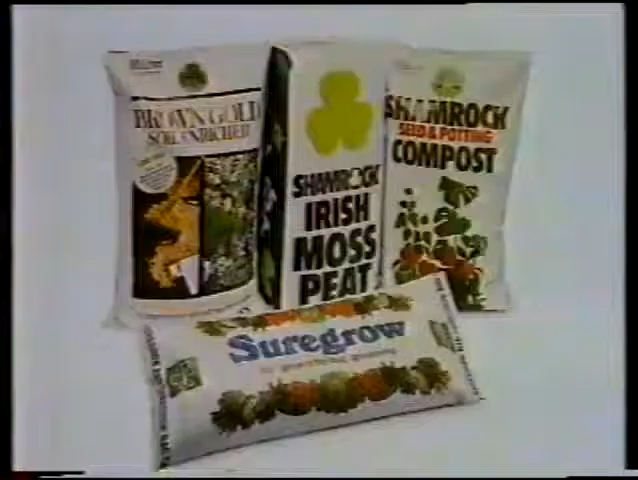 BROWN GOLD
SOIL ENRICHER
SHAMROCK
IRISH
MOSS
PEAT
SHAMROCK
SEED & POTTING
COMPOST
Suregrow